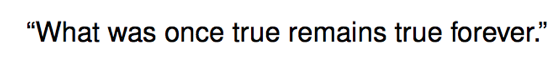 “What was once true remains true forever.”